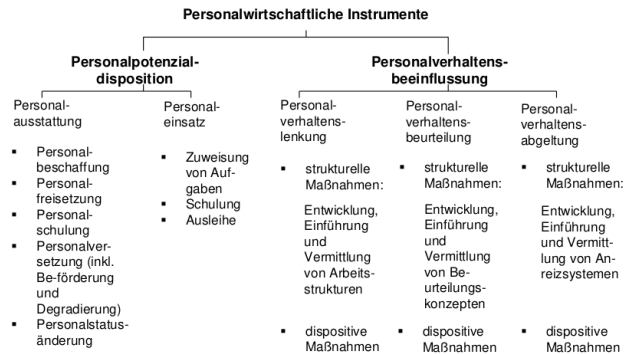 Personalwirtschaftliche Instrumente
Personalpotenzial-
disposition
Personalverhaltens-
beeinflussung
Personal-
ausstattung
▪ Personal-
beschaffung
▪ Personal-
freisetzung
▪ Personal-
schulung
▪ Personalver-
setzung (inkl.
Be-förderung
und
Degradierung)
▪ Personalstatus-
änderung
Personal-
einsatz
▪ Zuweisung
von Auf-
gaben
▪ Schulung
▪ Ausleihe
Personal-
verhaltens-
lenkung
▪ strukturelle
Maßnahmen:
Entwicklung,
Einführung
und
Vermittlung
von Arbeits-
strukturen
▪ dispositive
Maßnahmen
Personal-
verhaltens-
beurteilung
▪ strukturelle
Maßnahmen:
Entwicklung,
Einführung
und
Vermittlung
von Be-
urteilungs-
konzepten
▪ dispositive
Maßnahmen
Personal-
verhaltens-
abgeltung
▪ strukturelle
Maßnahmen:
Entwicklung,
Einführung
und Vermitt-
lung von An-
reizsystemen
▪ dispositive
Maßnahmen